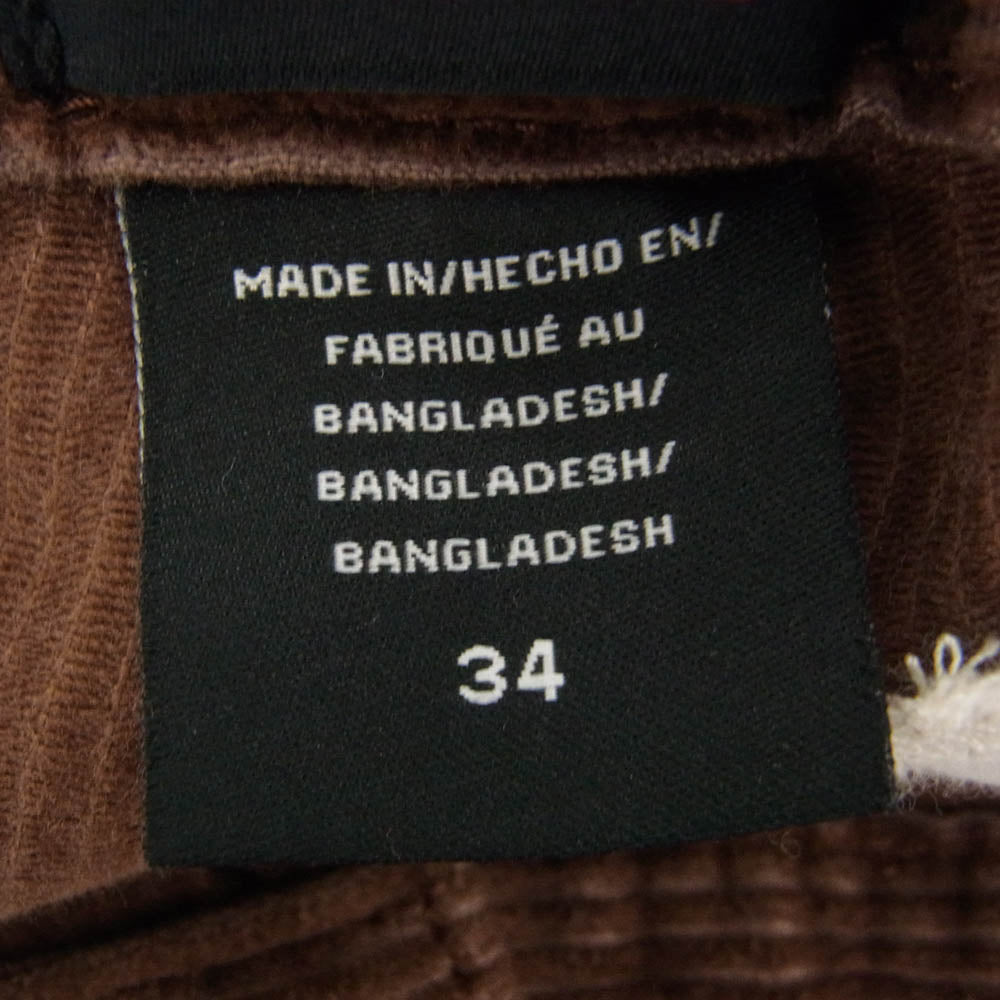 MADE IN/HECHO EN/
FABRIQUÉ AU
BANGLADESH/
BANGLADESH/
BANGLADESH
34